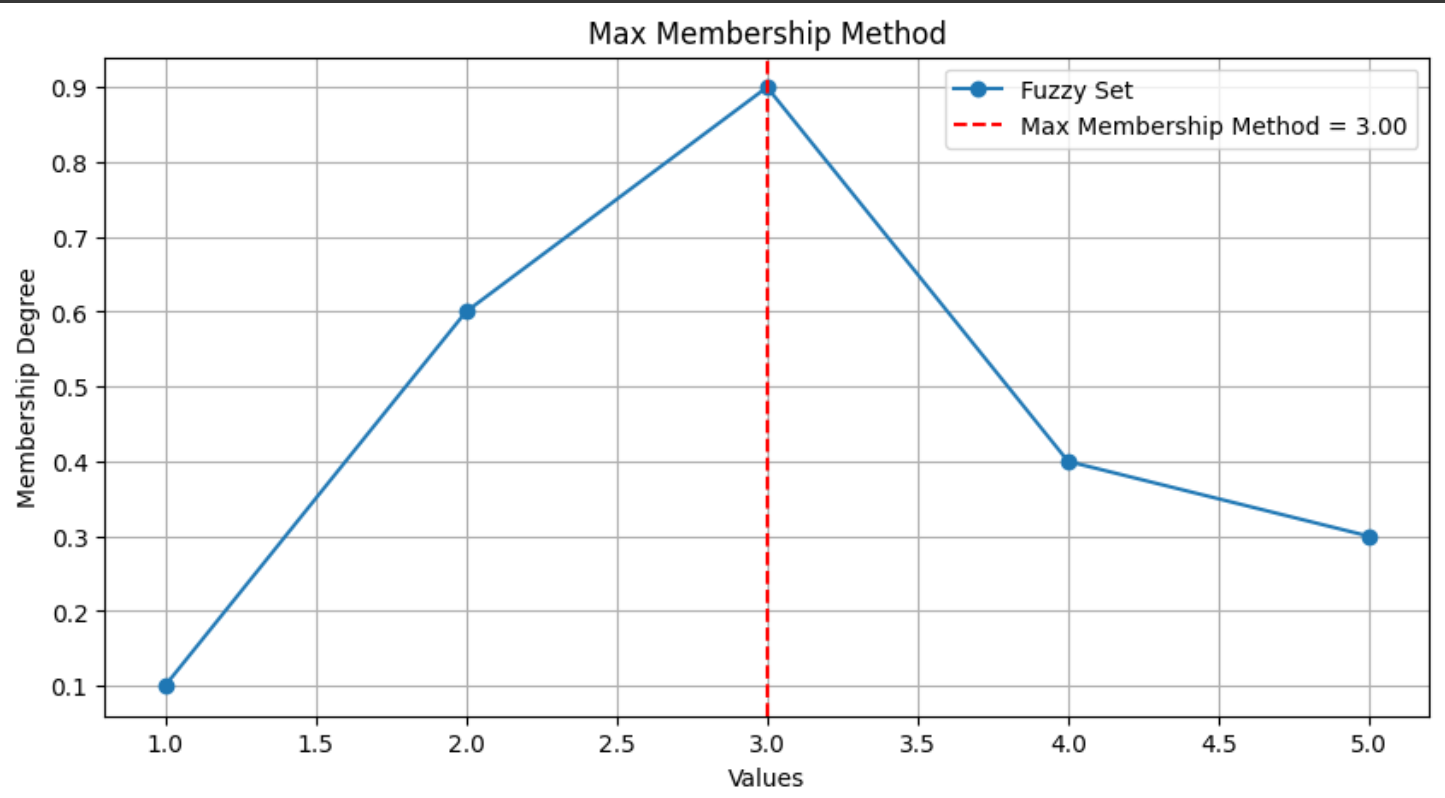 Max Membership Method
Fuzzy Set
Max Membership Method = 3.00
Membership Degree
0.9
0.8
0.7
0.6
0.5
0.4
0.3
0.2
0.1
1.0 1.5 2.0 2.5 3.0 3.5 4.0 4.5 5.0
Values